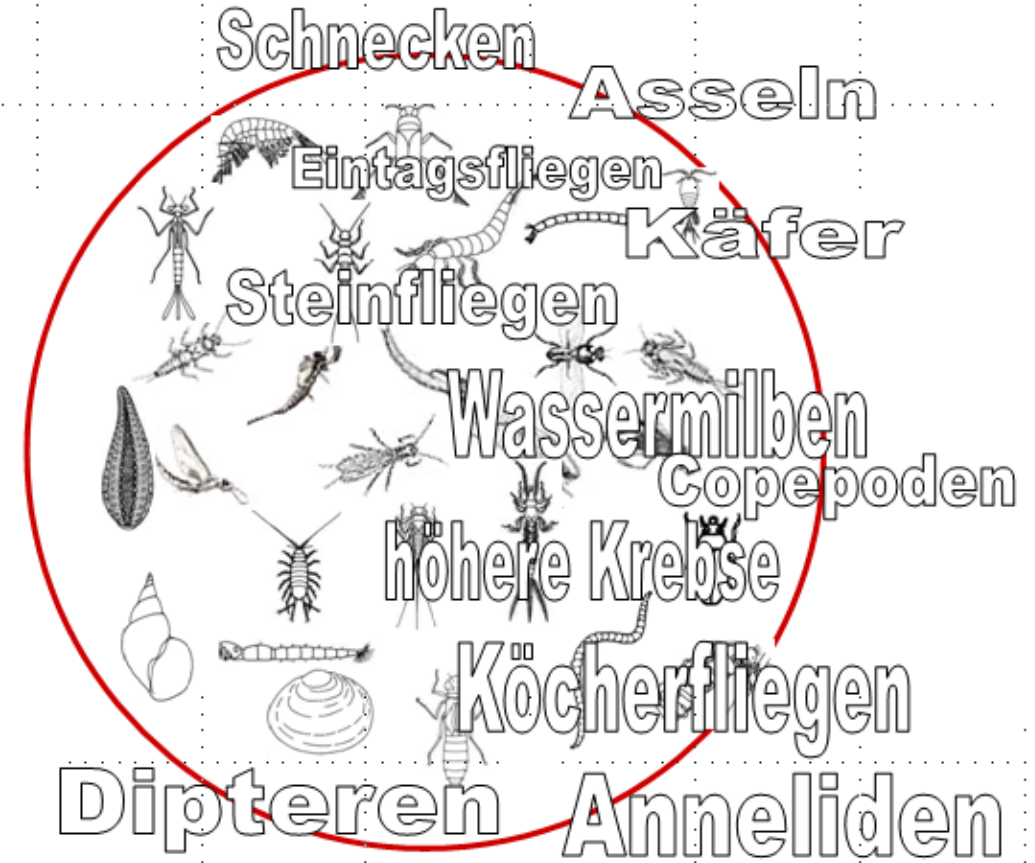 Schnecken
Asseln
Eintagsfliegen
Käfer
Steinfliegen
Wassermilben
Copepoden
höhere Krebse
Köcherfliegen
Dipteren
Anneliden